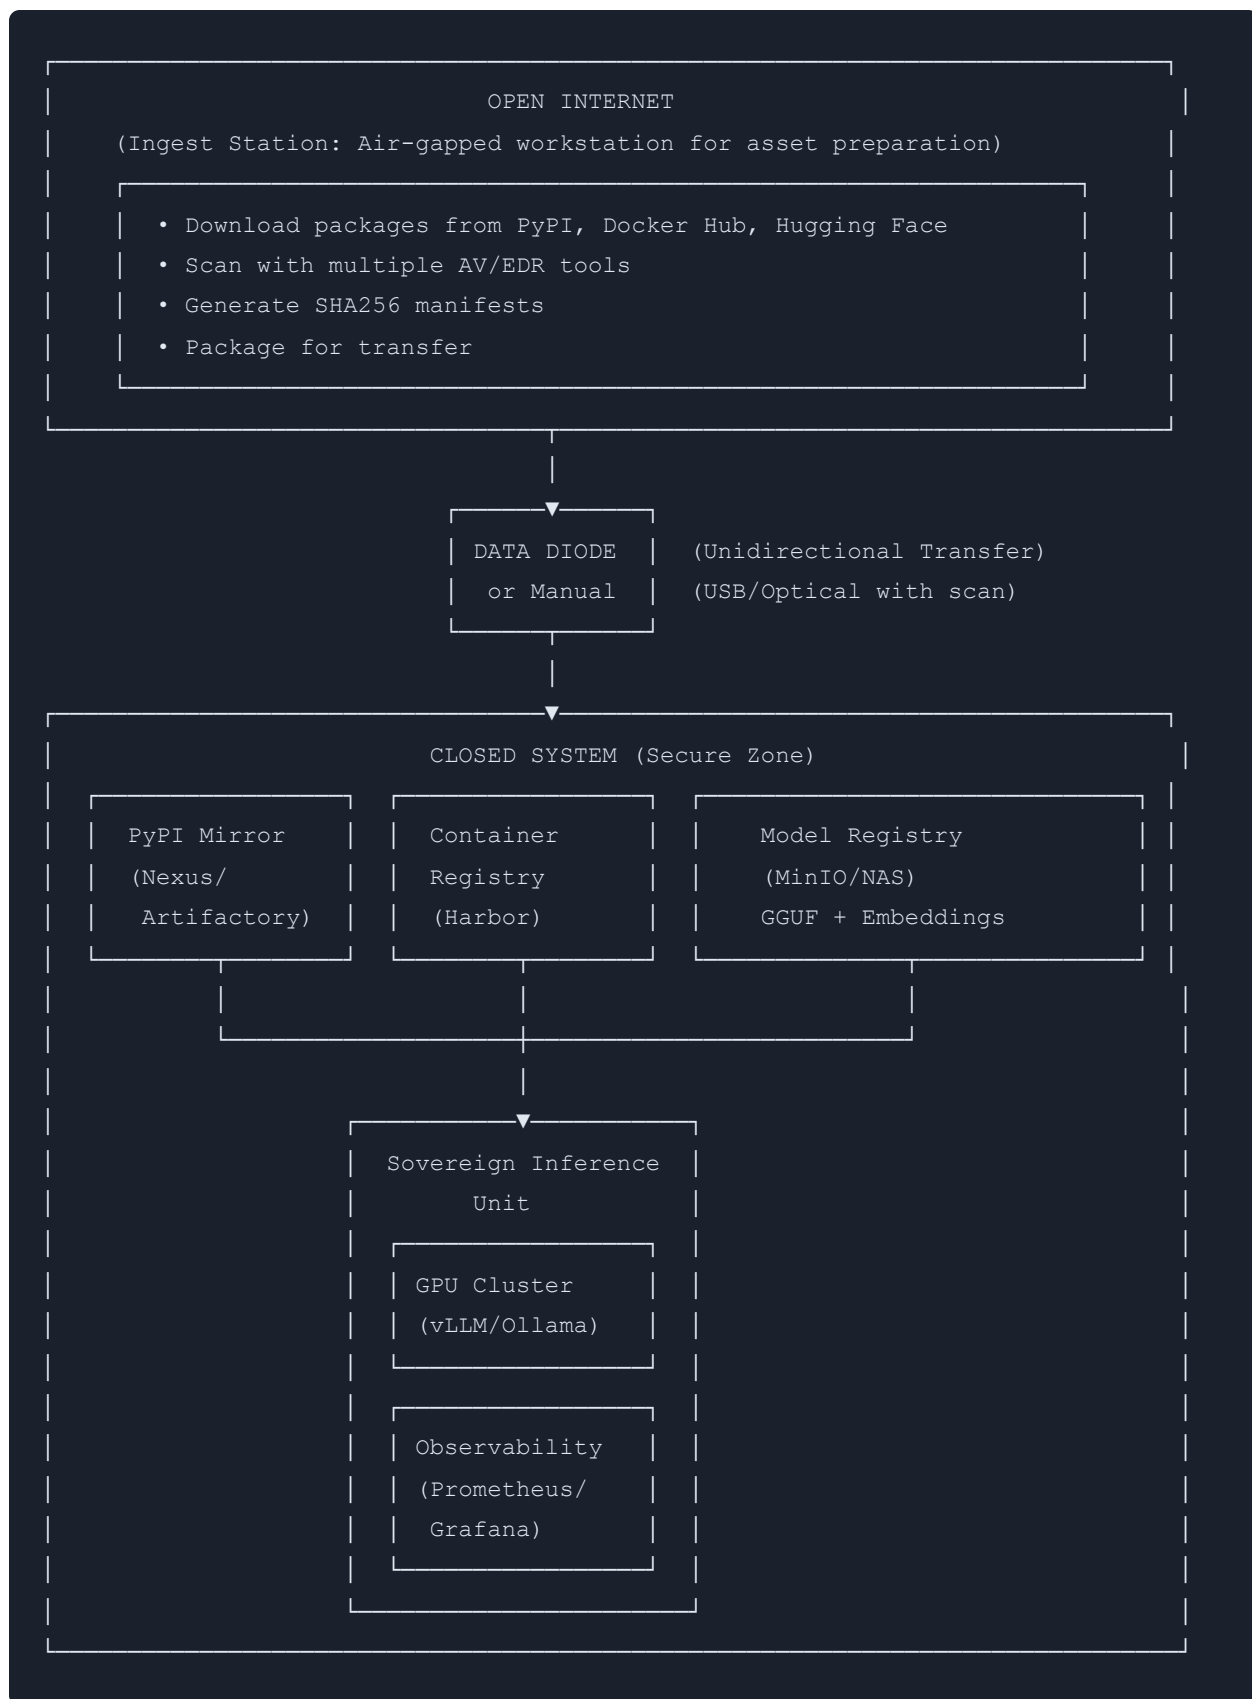 OPEN INTERNET
(Ingest Station: Air-gapped workstation for asset preparation)
• Download packages from PyPI, Docker Hub, Hugging Face
• Scan with multiple AV/EDR tools
• Generate SHA256 manifests
• Package for transfer
DATA DIODE (Unidirectional Transfer)
or Manual (USB/Optical with scan)
CLOSED SYSTEM (Secure Zone)
PyPI Mirror Container Model Registry
(Nexus/ Registry (MinIO/NAS)
Artifactory) (Harbor) GGUF + Embeddings
Sovereign Inference
Unit
GPU Cluster
(vLLM/Ollama)
Observability
(Prometheus/
Grafana)